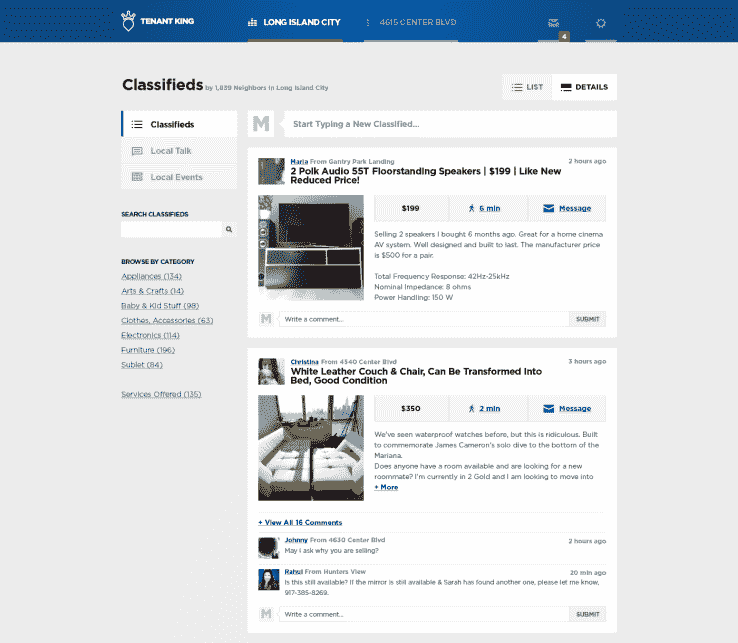 TENANT KING
LONG ISLAND CITY
4615 CENTER BLVD
4
Classifieds by 1,839 Neighbors in Long Island City
LIST
DETAILS
Classifieds
Local Talk
Local Events
SEARCH CLASSIFIEDS
BROWSE BY CATEGORY
Appliances (134)
Arts & Crafts (14)
Baby & Kid Stuff (98)
Clothes, Accessories (63)
Electronics (114)
Furniture (196)
Sublet (84)
Services Offered (135)
M
Start Typing a New Classified...
Maria From Gantry Park Landing
2 hours ago
2 Polk Audio 55T Floorstanding Speakers | $199 | Like New
Reduced Price!
$199
6 min
Message
Selling 2 speakers I bought 6 months ago. Great for a home cinema
AV system. Well designed and built to last. The manufacturer price
is $500 for a pair.
Total Frequency Response: 42Hz-25kHz
Nominal Impedance: 8 ohms
Power Handling: 150 W
M
Write a comment...
SUBMIT
Christina From 4540 Center Blvd
3 hours ago
White Leather Couch & Chair, Can Be Transformed Into
Bed, Good Condition
$350
2 min
Message
We've seen waterproof watches before, but this is ridiculous. Built
to commemorate James Cameron's solo dive to the bottom of the
Mariana.
Does anyone have a room available and are looking for a new
roommate? I'm currently in 2 Gold and I am looking to move into
+ More
+ View All 16 Comments
Johnny From 4630 Center Blvd
2 hours ago
May I ask why you are selling?
Rahul From Hunters View
20 min ago
Is this still available? If the mirror is still available & Sarah has found another one, please let me know,
917-385-8269.
M
Write a comment...
SUBMIT